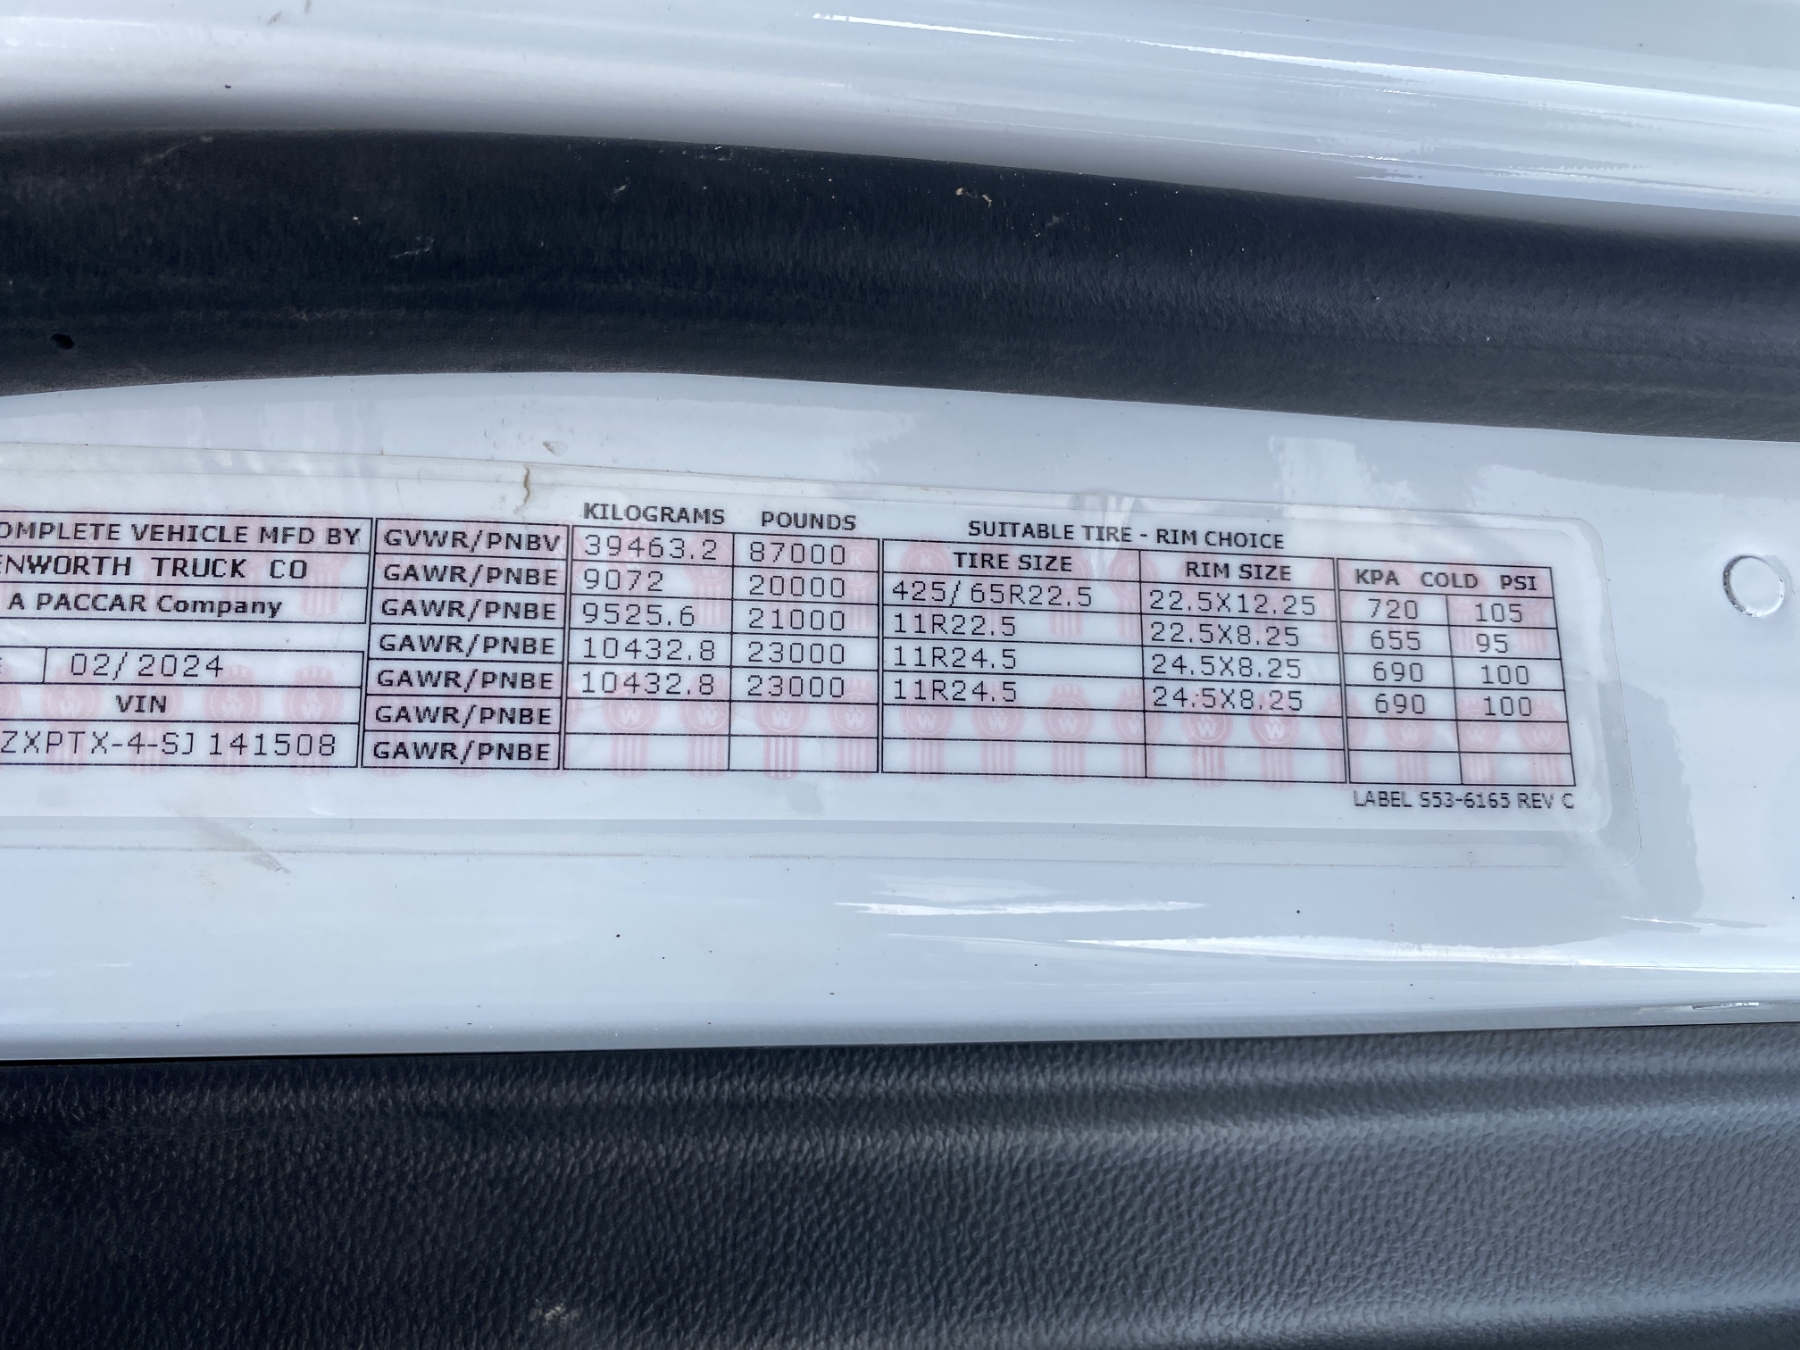 KILOGRAMS POUNDS SUITABLE TIRE - RIM CHOICE
OMPLETE VEHICLE MFD BY GVWR/PNBV 39463.2 87000 TIRE SIZE RIM SIZE KPA COLD PSI
ENWORTH TRUCK CO GAWR/PNBE 9072 20000 425/65R22.5 22.5X12.25 720 105
A PACCAR Company GAWR/PNBE 9525.6 21000 11R22.5 22.5X8.25 655 95
GAWR/PNBE 10432.8 23000 11R24.5 24.5X8.25 690 100
02/2024 GAWR/PNBE 10432.8 23000 11R24.5 24.5X8.25 690 100
VIN GAWR/PNBE
ZXPTX-4-SJ141508 GAWR/PNBE
LABEL S53-6165 REV C